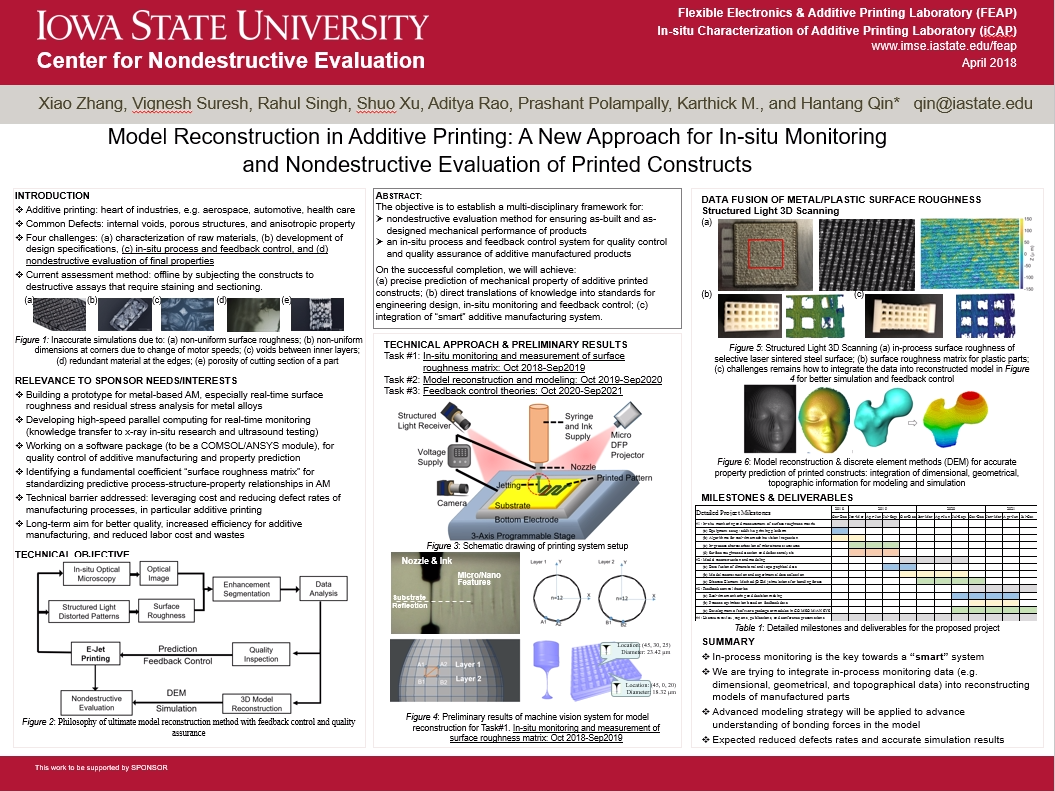 IOWA STATE UNIVERSITY
Center for Nondestructive Evaluation
Flexible Electronics & Additive Printing Laboratory (FEAP)
In-situ Characterization of Additive Printing Laboratory (iCAP)
www.imse.iastate.edu/feap
April 2018
Xiao Zhang, Vignesh Suresh, Rahul Singh, Shuo Xu, Aditya Rao, Prashant Polampally, Karthick M., and Hantang Qin* qin@iastate.edu
Model Reconstruction in Additive Printing: A New Approach for In-situ Monitoring
and Nondestructive Evaluation of Printed Constructs
INTRODUCTION
❖ Additive printing: heart of industries, e.g. aerospace, automotive, health care
❖ Common Defects: internal voids, porous structures, and anisotropic property
❖ Four challenges: (a) characterization of raw materials, (b) development of
design specifications, (c) in-situ process and feedback control, and (d)
nondestructive evaluation of final properties
❖ Current assessment method: offline by subjecting the constructs to
destructive assays that require staining and sectioning.
(a) (b) (c) (d) (e)
Figure 1: Inaccurate simulations due to: (a) non-uniform surface roughness; (b) non-uniform
dimensions at corners due to change of motor speeds; (c) voids between inner layers;
(d) redundant material at the edges; (e) porosity of cutting section of a part
RELEVANCE TO SPONSOR NEEDS/INTERESTS
❖ Building a prototype for metal-based AM, especially real-time surface
roughness and residual stress analysis for metal alloys
❖ Developing high-speed parallel computing for real-time monitoring
(knowledge transfer to x-ray in-situ research and ultrasound testing)
❖ Working on a software package (to be a COMSOL/ANSYS module), for
quality control of additive manufacturing and property prediction
❖ Identifying a fundamental coefficient “surface roughness matrix” for
standardizing predictive process-structure-property relationships in AM
❖ Technical barrier addressed: leveraging cost and reducing defect rates of
manufacturing processes, in particular additive printing
❖ Long-term aim for better quality, increased efficiency for additive
manufacturing, and reduced labor cost and wastes
TECHNICAL OBJECTIVE
In-situ Optical
Microscopy
Optical
Image
Enhancement
Segmentation
Data
Analysis
Structured Light
Distorted Patterns
Surface
Roughness
E-Jet
Printing
Prediction
Feedback Control
Quality
Inspection
Nondestructive
Evaluation
DEM
Simulation
3D Model
Reconstruction
Figure 2: Philosophy of ultimate model reconstruction method with feedback control and quality
assurance
ABSTRACT:
The objective is to establish a multi-disciplinary framework for:
➢ nondestructive evaluation method for ensuring as-built and as-
designed mechanical performance of products
➢ an in-situ process and feedback control system for quality control
and quality assurance of additive manufactured products
On the successful completion, we will achieve:
(a) precise prediction of mechanical property of additive printed
constructs; (b) direct translations of knowledge into standards for
engineering design, in-situ monitoring and feedback control; (c)
integration of “smart” additive manufacturing system.
TECHNICAL APPROACH & PRELIMINARY RESULTS
Task #1: In-situ monitoring and measurement of surface
roughness matrix: Oct 2018-Sep2019
Task #2: Model reconstruction and modeling: Oct 2019-Sep2020
Task #3: Feedback control theories: Oct 2020-Sep2021
Structured
Light Receiver
Syringe
and Ink
Supply
Micro
DFP
Projector
Voltage
Supply
Nozzle
Jetting
Printed Pattern
Camera
Substrate
Bottom Electrode
3-Axis Programmable Stage
Figure 3: Schematic drawing of printing system setup
Nozzle & Ink
Micro/Nano
Features
Substrate
Reflection
Layer 1
Layer 2
n=12
n=12
X
X
A1 A2
B1 B2
A1 A2 Layer 1
B1 B2 Layer 2
Location: (45, 30, 25)
Diameter: 23.42 μm
Location: (45, 0, 20)
Diameter: 18.32 μm
Figure 4: Preliminary results of machine vision system for model
reconstruction for Task#1. In-situ monitoring and measurement of
surface roughness matrix: Oct 2018-Sep2019
DATA FUSION OF METAL/PLASTIC SURFACE ROUGHNESS
Structured Light 3D Scanning
(a)
150
100
50
0
-50
-100
-150
(b) (c)
Figure 5: Structured Light 3D Scanning (a) in-process surface roughness of
selective laser sintered steel surface; (b) surface roughness matrix for plastic parts;
(c) challenges remains how to integrate the data into reconstructed model in Figure
4 for better simulation and feedback control
Figure 6: Model reconstruction & discrete element methods (DEM) for accurate
property prediction of printed constructs: integration of dimensional, geometrical,
topographic information for modeling and simulation
MILESTONES & DELIVERABLES
Detailed Project Milestones
Table 1: Detailed milestones and deliverables for the proposed project
SUMMARY
❖ In-process monitoring is the key towards a “smart” system
❖ We are trying to integrate in-process monitoring data (e.g.
dimensional, geometrical, and topographical data) into reconstructing
models of manufactured parts
❖ Advanced modeling strategy will be applied to advance
understanding of bonding forces in the model
❖ Expected reduced defects rates and accurate simulation results
This work to be supported by SPONSOR